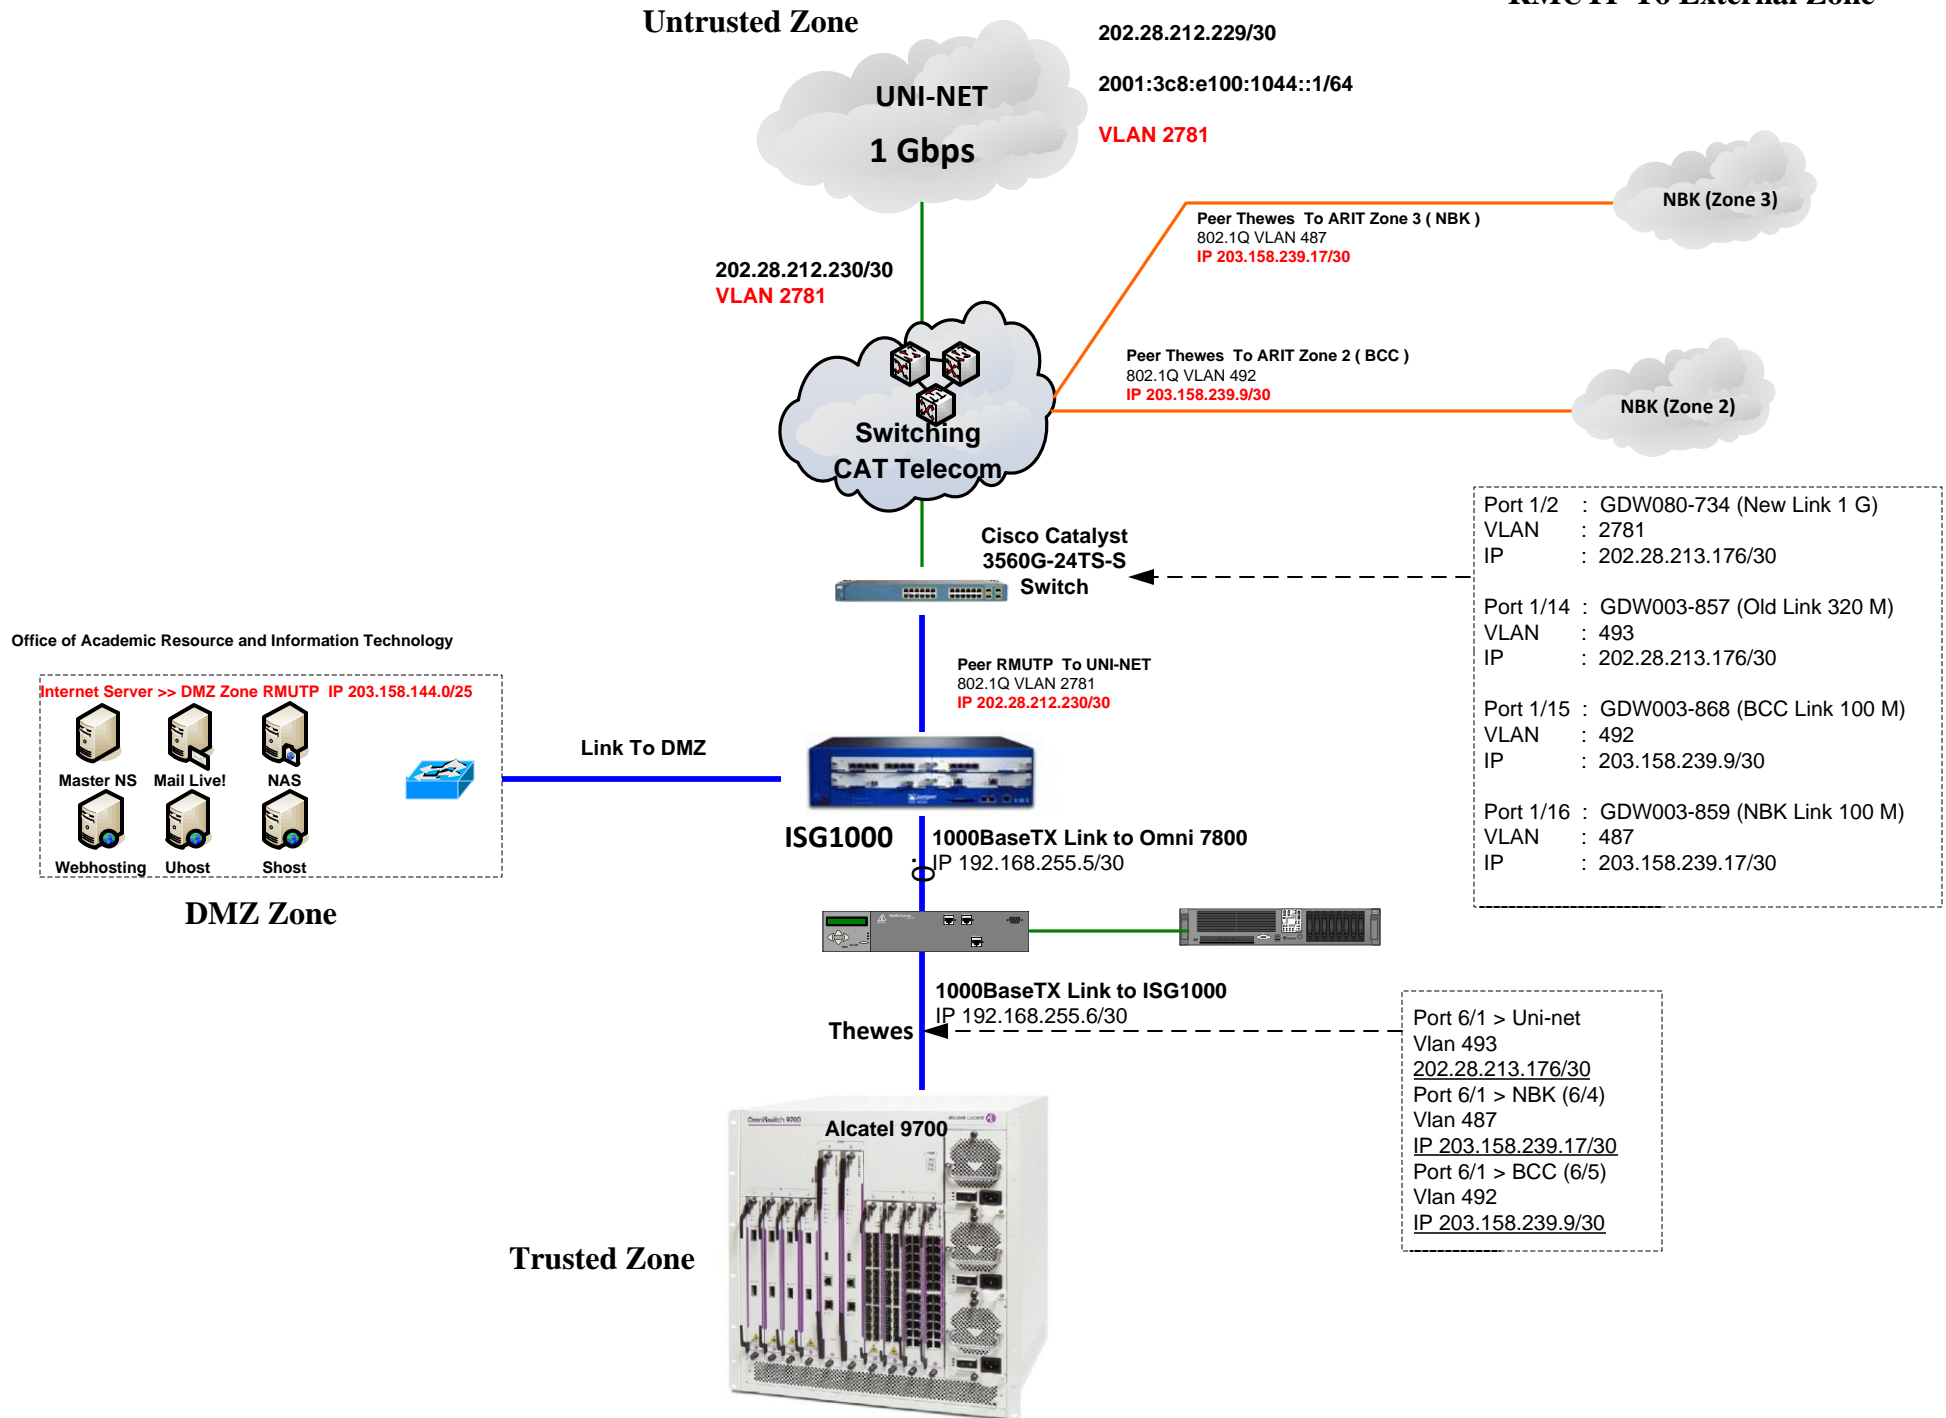 RMUTP To External Zone
Untrusted Zone
202.28.212.229/30
2001:3c8:e100:1044::1/64
VLAN 2781
UNI-NET
1 Gbps
NBK (Zone 3)
Peer Thewes To ARIT Zone 3 ( NBK )
802.1Q VLAN 487
IP 203.158.239.17/30
202.28.212.230/30
VLAN 2781
Peer Thewes To ARIT Zone 2 ( BCC )
802.1Q VLAN 492
IP 203.158.239.9/30
NBK (Zone 2)
Switching
CAT Telecom
Cisco Catalyst
3560G-24TS-S
Switch
Port 1/2 : GDW080-734 (New Link 1 G)
VLAN : 2781
IP : 202.28.213.176/30
Port 1/14 : GDW003-857 (Old Link 320 M)
VLAN : 493
IP : 202.28.213.176/30
Port 1/15 : GDW003-868 (BCC Link 100 M)
VLAN : 492
IP : 203.158.239.9/30
Port 1/16 : GDW003-859 (NBK Link 100 M)
VLAN : 487
IP : 203.158.239.17/30
Office of Academic Resource and Information Technology
Internet Server >> DMZ Zone RMUTP IP 203.158.144.0/25
Master NS Mail Live! NAS
Webhosting Uhost Shost
DMZ Zone
Link To DMZ
Peer RMUTP To UNI-NET
802.1Q VLAN 2781
IP 202.28.212.230/30
ISG1000
1000BaseTX Link to Omni 7800
IP 192.168.255.5/30
1000BaseTX Link to ISG1000
IP 192.168.255.6/30
Thewes
Port 6/1 > Uni-net
Vlan 493
202.28.213.176/30
Port 6/1 > NBK (6/4)
Vlan 487
IP 203.158.239.17/30
Port 6/1 > BCC (6/5)
Vlan 492
IP 203.158.239.9/30
OmniSwitch 9700
Alcatel 9700
Trusted Zone